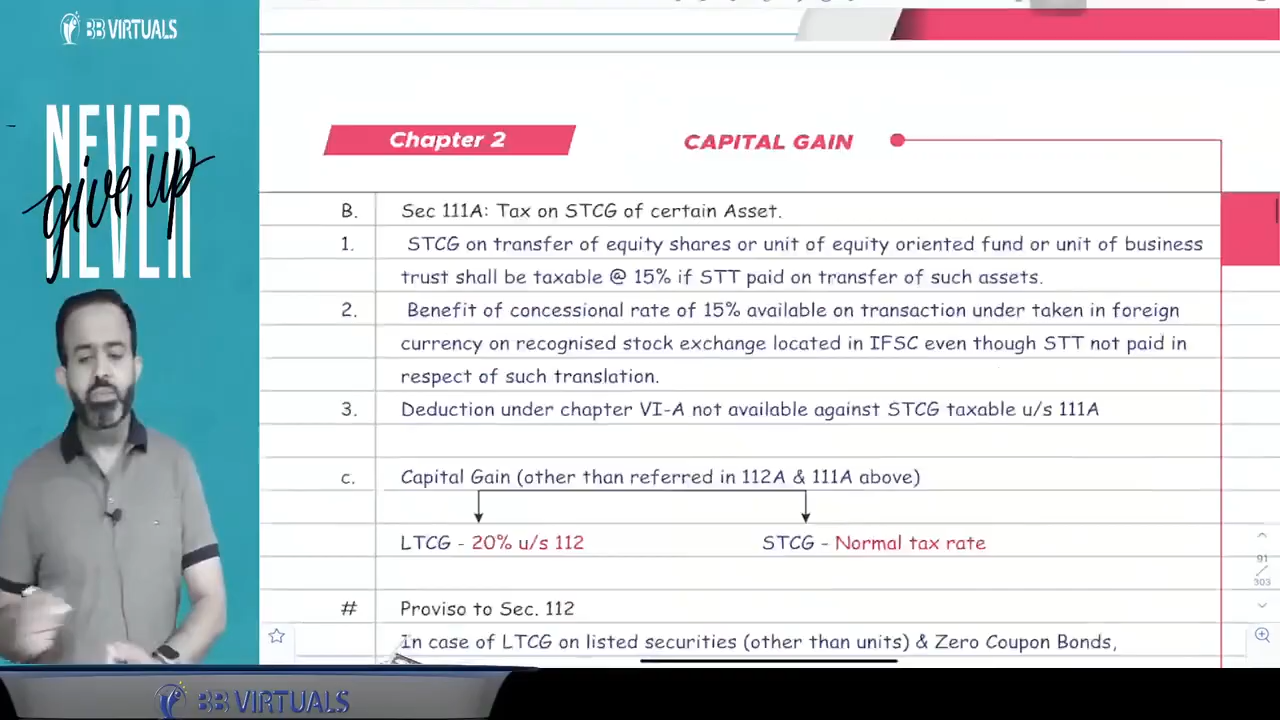 BB VIRTUALS
NEVER
give up
NEVER
Chapter 2
CAPITAL GAIN
B. Sec 111A: Tax on STCG of certain Asset.
1. STCG on transfer of equity shares or unit of equity oriented fund or unit of business
trust shall be taxable @ 15% if STT paid on transfer of such assets.
2. Benefit of concessional rate of 15% available on transaction under taken in foreign
currency on recognised stock exchange located in IFSC even though STT not paid in
respect of such translation.
3. Deduction under chapter VI-A not available against STCG taxable u/s 111A
c. Capital Gain (other than referred in 112A & 111A above)
LTCG - 20% u/s 112 STCG - Normal tax rate
# Proviso to Sec. 112
In case of LTCG on listed securities (other than units) & Zero Coupon Bonds,
91
303
BB VIRTUALS